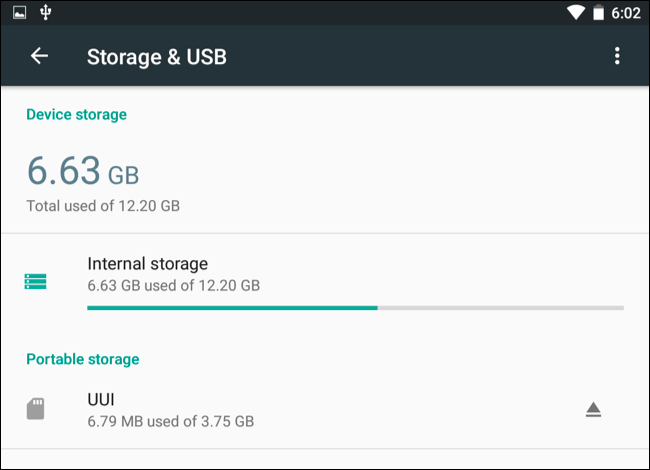 6:02
Storage & USB
Device storage
6.63 GB
Total used of 12.20 GB
Internal storage
6.63 GB used of 12.20 GB
Portable storage
UUI
6.79 MB used of 3.75 GB